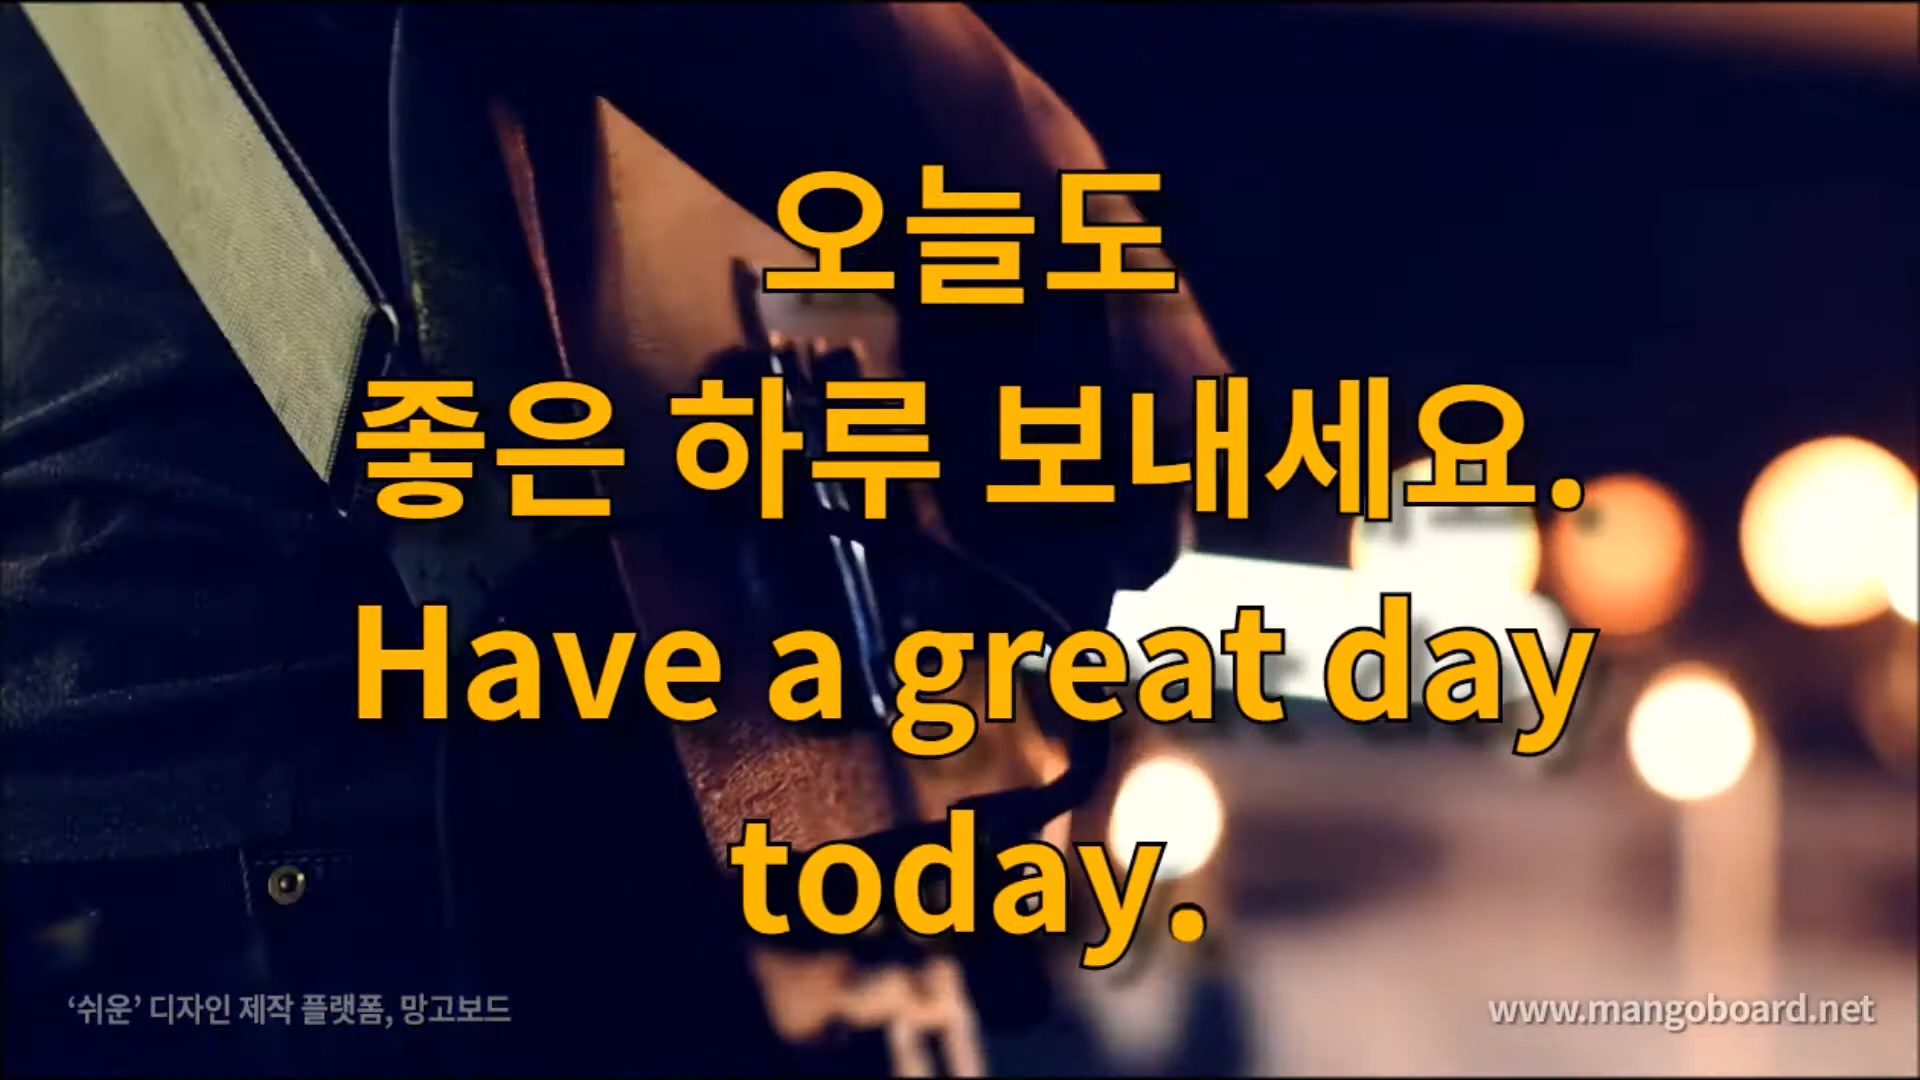 오늘도
좋은 하루 보내세요.
Have a great day
today.
‘쉬운’ 디자인 제작 플랫폼, 망고보드
www.mangoboard.net